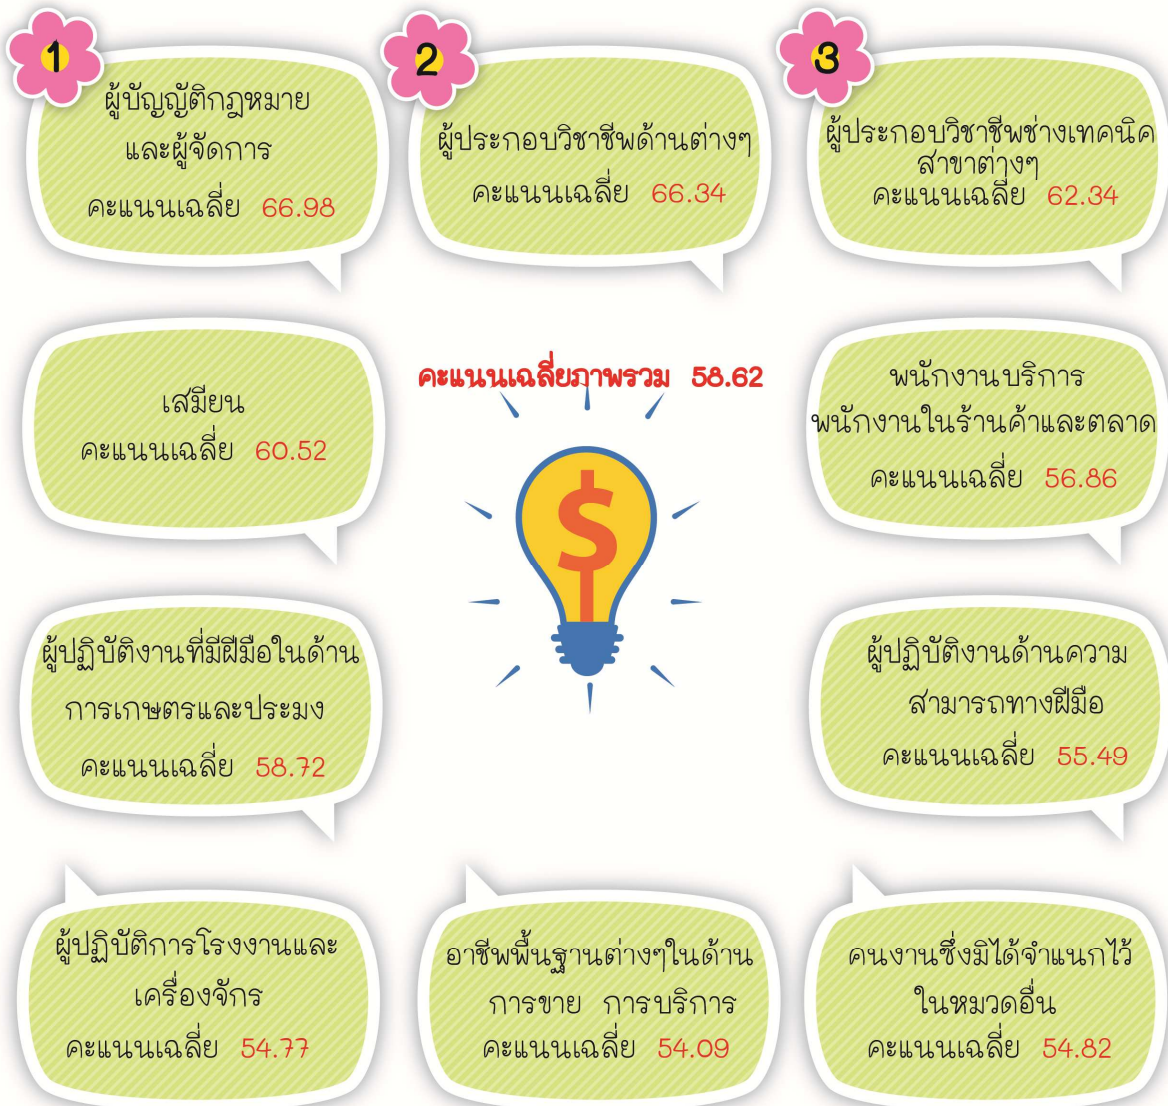 1
ผู้บัญญัติกฎหมาย
และผู้จัดการ
คะแนนเฉลี่ย 66.98
2
ผู้ประกอบวิชาชีพด้านต่างๆ
คะแนนเฉลี่ย 66.34
3
ผู้ประกอบวิชาชีพช่างเทคนิค
สาขาต่างๆ
คะแนนเฉลี่ย 62.34
เสมียน
คะแนนเฉลี่ย 60.52
คะแนนเฉลี่ยภาพรวม 58.62
$
พนักงานบริการ
พนักงานในร้านค้าและตลาด
คะแนนเฉลี่ย 56.86
ผู้ปฏิบัติงานที่มีฝีมือในด้าน
การเกษตรและประมง
คะแนนเฉลี่ย 58.72
ผู้ปฏิบัติงานด้านความ
สามารถทางฝีมือ
คะแนนเฉลี่ย 55.49
ผู้ปฏิบัติการโรงงานและ
เครื่องจักร
คะแนนเฉลี่ย 54.77
อาชีพพื้นฐานต่างๆในด้าน
การขาย การบริการ
คะแนนเฉลี่ย 54.09
คนงานซึ่งมิได้จำแนกไว้
ในหมวดอื่น
คะแนนเฉลี่ย 54.82